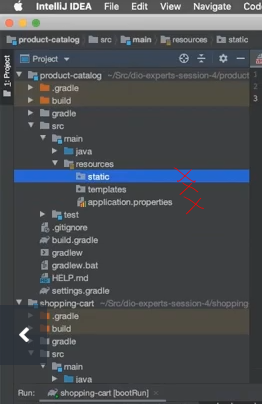 IntelliJ IDEA File Edit View Navigate Code
product-catalog src main resources static
1: Project
Project
product-catalog ~/Src/dio-experts-session-4/product
.gradle
build
gradle
src
main
java
resources
static
templates
application.properties
test
.gitignore
build.gradle
gradlew
gradlew.bat
HELP.md
settings.gradle
shopping-cart ~/Src/dio-experts-session-4/shopping
.gradle
build
gradle
src
main
java
Run: shopping-cart [bootRun] ×
1
2
3